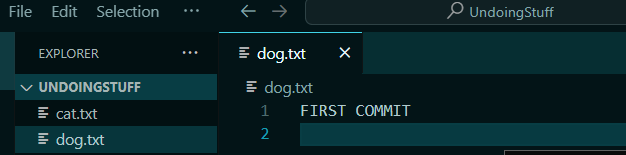 File Edit Selection ... ← → UndoingStuff
EXPLORER ... dog.txt ×
UNDOINGSTUFF dog.txt
cat.txt 1 FIRST COMMIT
dog.txt 2